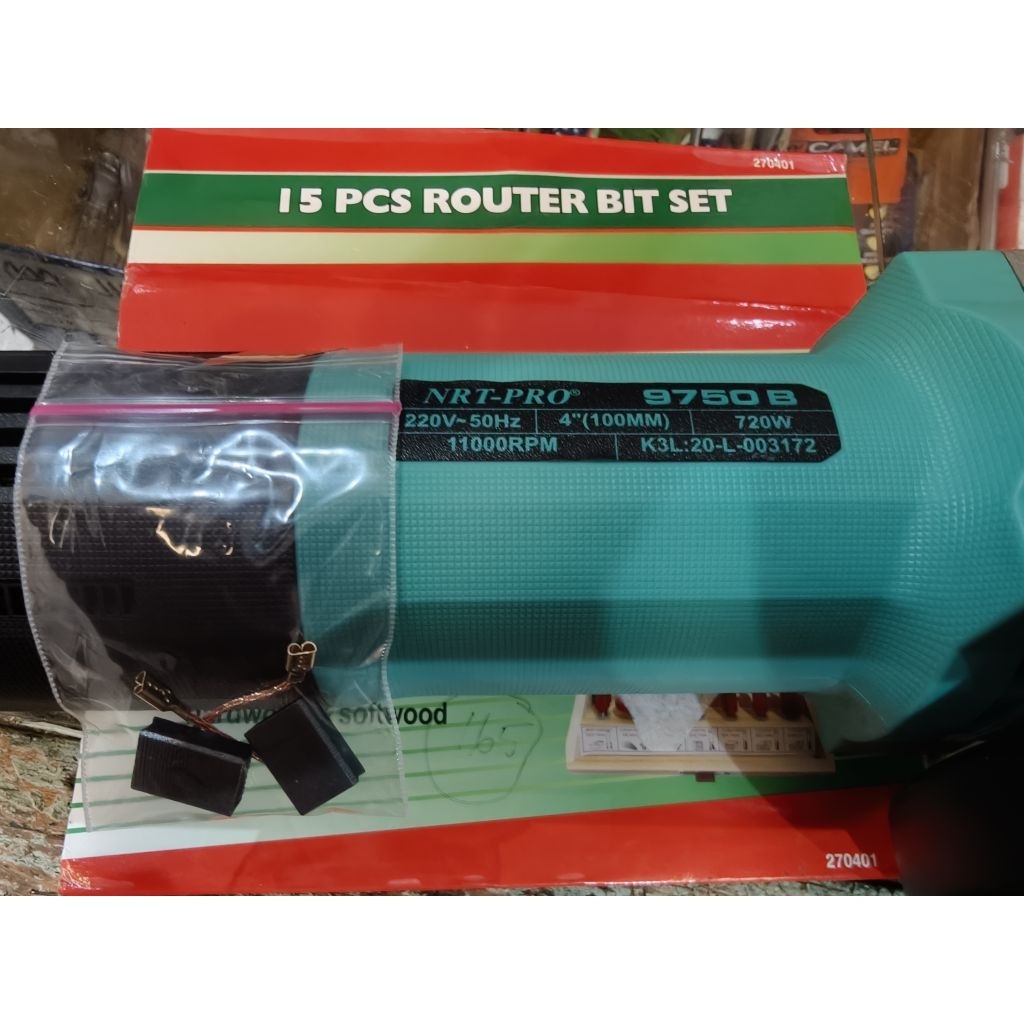 CAMEL
270401
15 PCS ROUTER BIT SET
NRT-PRO® 9750 B
220V~50Hz 4"(100MM) 720W
11000RPM K3L:20-L-003172
softwood
165
270401